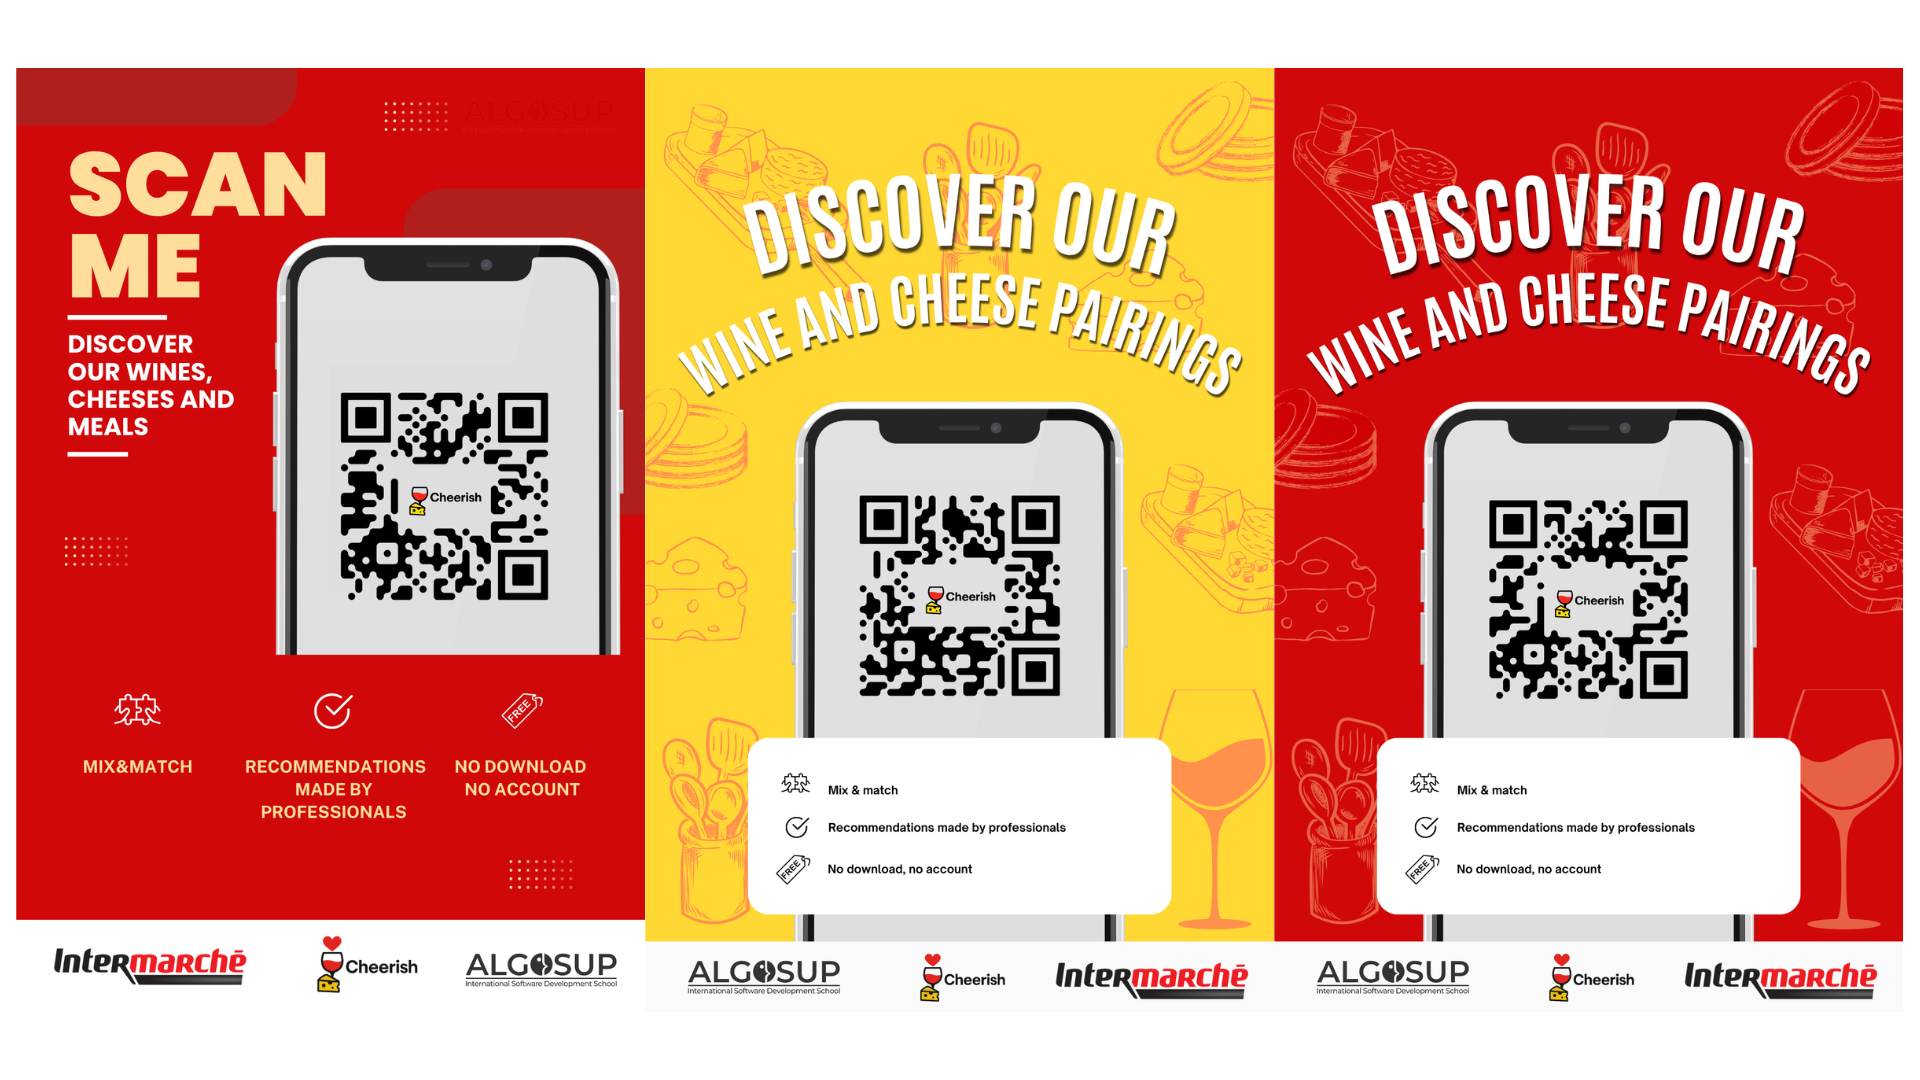 ALGOSUP
SCAN
ME
DISCOVER
OUR WINES,
CHEESES AND
MEALS
Cheerish
MIX&MATCH
RECOMMENDATIONS
MADE BY
PROFESSIONALS
FREE
NO DOWNLOAD
NO ACCOUNT
Intermarchē
Cheerish
ALGOSUP
International Software Development School
DISCOVER OUR
WINE AND CHEESE PAIRINGS
Cheerish
Mix & match
Recommendations made by professionals
FREE
No download, no account
ALGOSUP
International Software Development School
Cheerish
Intermarchē
DISCOVER OUR
WINE AND CHEESE PAIRINGS
Cheerish
Mix & match
Recommendations made by professionals
FREE
No download, no account
ALGOSUP
International Software Development School
Cheerish
Intermarchē